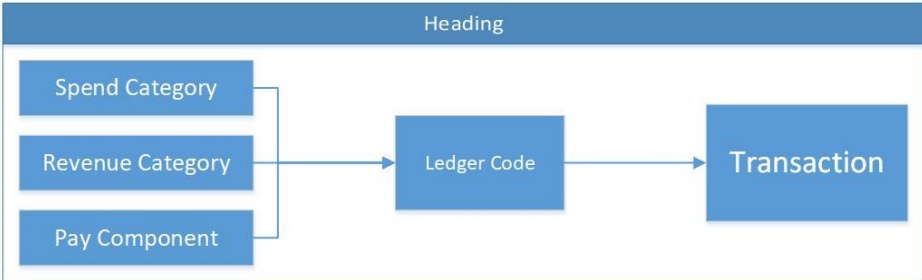 Heading
Spend Category
Revenue Category
Pay Component
Ledger Code
Transaction